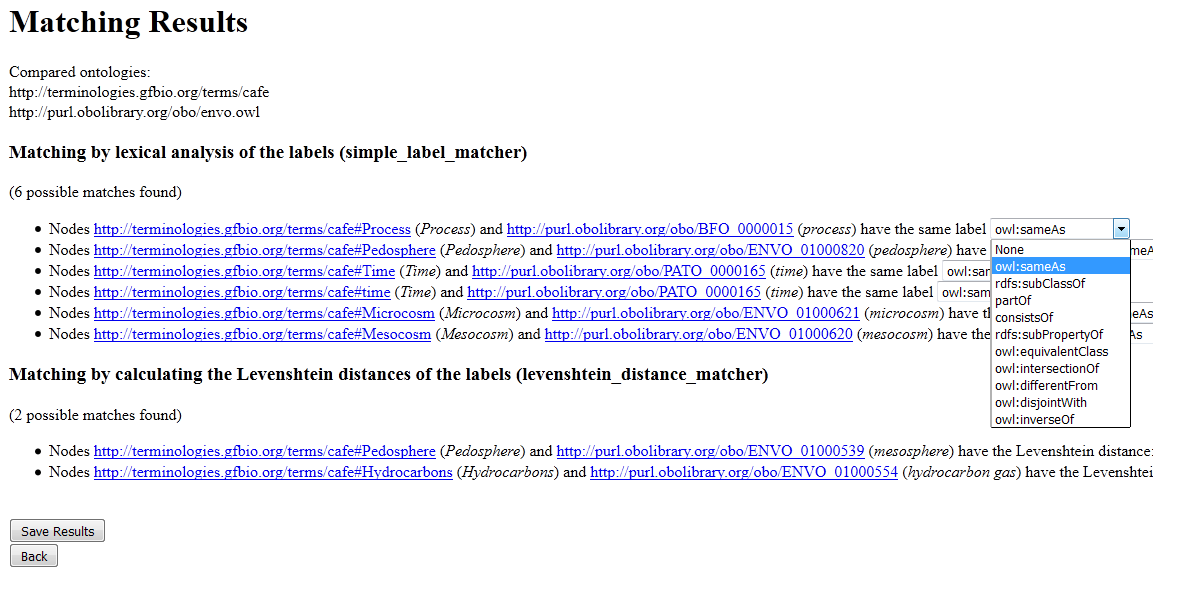 Matching Results
Compared ontologies:
http://terminologies.gfbio.org/terms/cafe
http://purl.obolibrary.org/obo/envo.owl
Matching by lexical analysis of the labels (simple_label_matcher)
(6 possible matches found)
Nodes http://terminologies.gfbio.org/terms/cafe#Process (Process) and http://purl.obolibrary.org/obo/BFO_0000015 (process) have the same label owl:sameAs
Nodes http://terminologies.gfbio.org/terms/cafe#Pedosphere (Pedosphere) and http://purl.obolibrary.org/obo/ENVO_01000820 (pedosphere) have
Nodes http://terminologies.gfbio.org/terms/cafe#Time (Time) and http://purl.obolibrary.org/obo/PATO_0000165 (time) have the same label owl:sar
Nodes http://terminologies.gfbio.org/terms/cafe#time (Time) and http://purl.obolibrary.org/obo/PATO_0000165 (time) have the same label owl:sam
Nodes http://terminologies.gfbio.org/terms/cafe#Microcosm (Microcosm) and http://purl.obolibrary.org/obo/ENVO_01000621 (microcosm) have
Nodes http://terminologies.gfbio.org/terms/cafe#Mesocosm (Mesocosm) and http://purl.obolibrary.org/obo/ENVO_01000620 (mesocosm) have the
None
owl:sameAs
rdfs:subClassOf
partOf
consistsOf
rdfs:subPropertyOf
owl:equivalentClass
owl:intersectionOf
owl:differentFrom
owl:disjointWith
owl:inverseOf
Matching by calculating the Levenshtein distances of the labels (levenshtein_distance_matcher)
(2 possible matches found)
Nodes http://terminologies.gfbio.org/terms/cafe#Pedosphere (Pedosphere) and http://purl.obolibrary.org/obo/ENVO_01000539 (mesosphere) have the Levenshtein distance:
Nodes http://terminologies.gfbio.org/terms/cafe#Hydrocarbons (Hydrocarbons) and http://purl.obolibrary.org/obo/ENVO_01000554 (hydrocarbon gas) have the Levenshtei
Save Results
Back